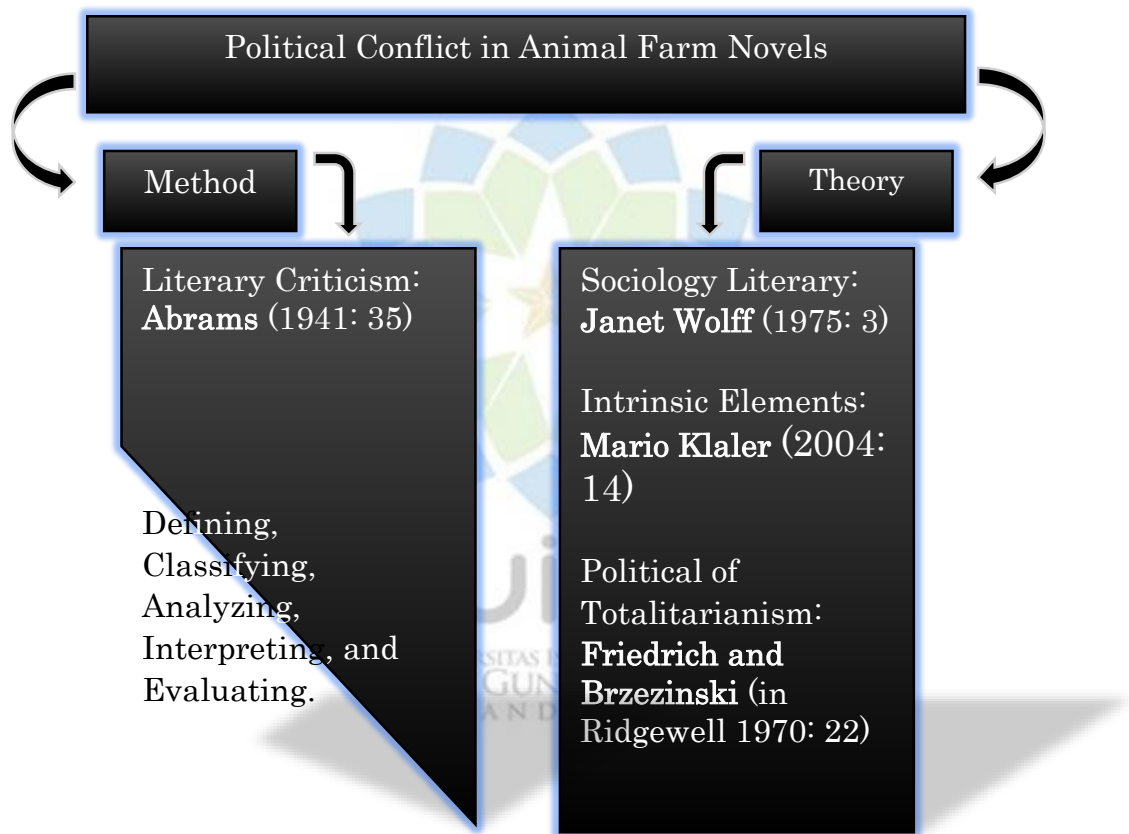 Political Conflict in Animal Farm Novels
Method
Theory
Literary Criticism:
Abrams (1941: 35)
Defining,
Classifying,
Analyzing,
Interpreting, and
Evaluating.
Sociology Literary:
Janet Wolff (1975: 3)
Intrinsic Elements:
Mario Klaler (2004:
14)
Political of
Totalitarianism:
Friedrich and
Brzezinski (in
Ridgewell 1970: 22)